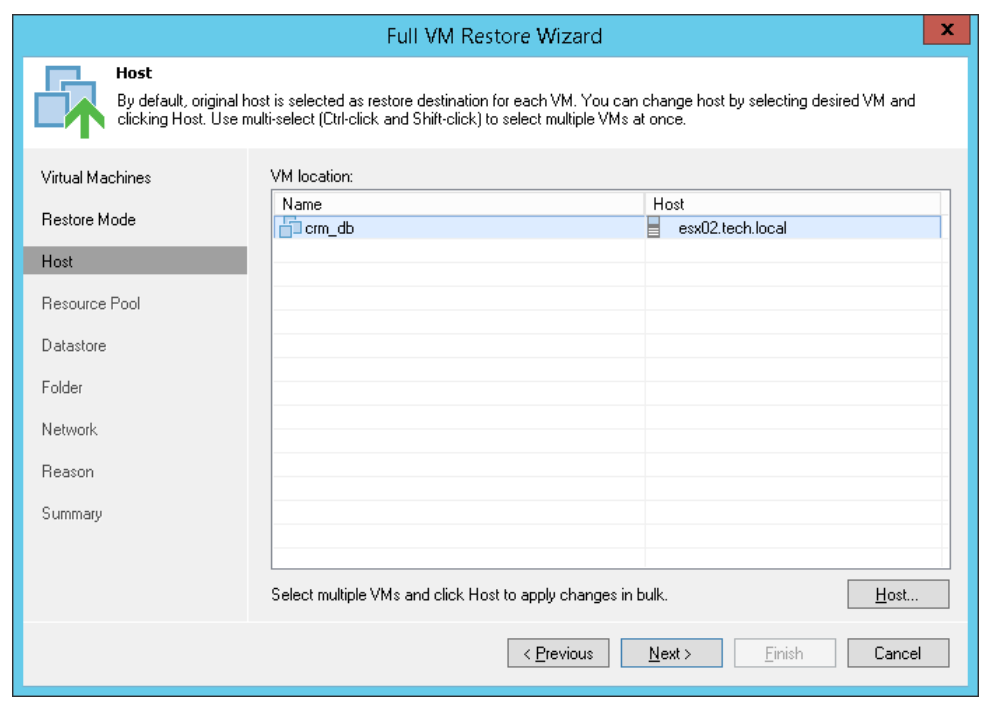 Full VM Restore Wizard
x
Host
By default, original host is selected as restore destination for each VM. You can change host by selecting desired VM and
clicking Host. Use multi-select (Ctrl-click and Shift-click) to select multiple VMs at once.
Virtual Machines
Restore Mode
Host
Resource Pool
Datastore
Folder
Network
Reason
Summary
VM location:
Name Host
crm_db esx02.tech.local
Select multiple VMs and click Host to apply changes in bulk.
Host...
< Previous Next > Finish Cancel